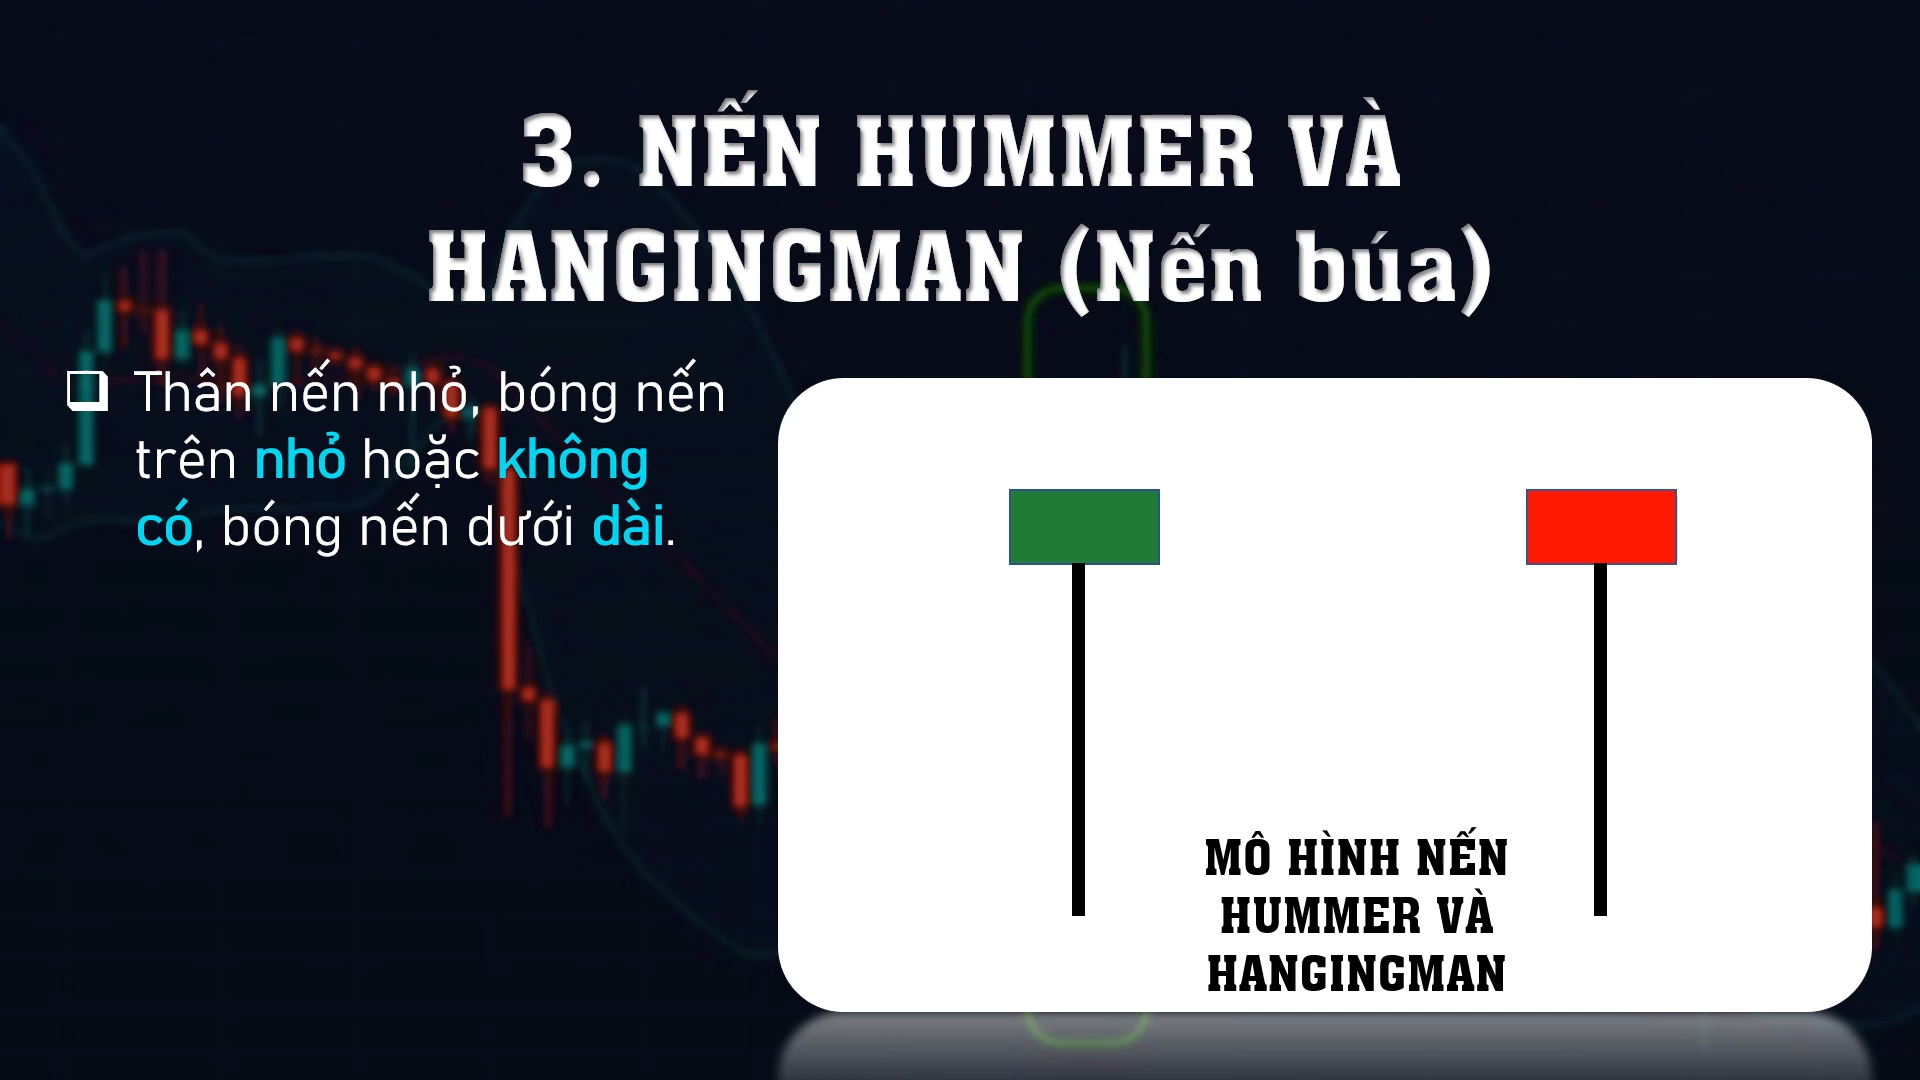 3. NẾN HUMMER VÀ
HANGINGMAN (Nến búa)
Thân nến nhỏ, bóng nến
trên nhỏ hoặc không
có, bóng nến dưới dài.
MÔ HÌNH NẾN
HUMMER VÀ
HANGINGMAN